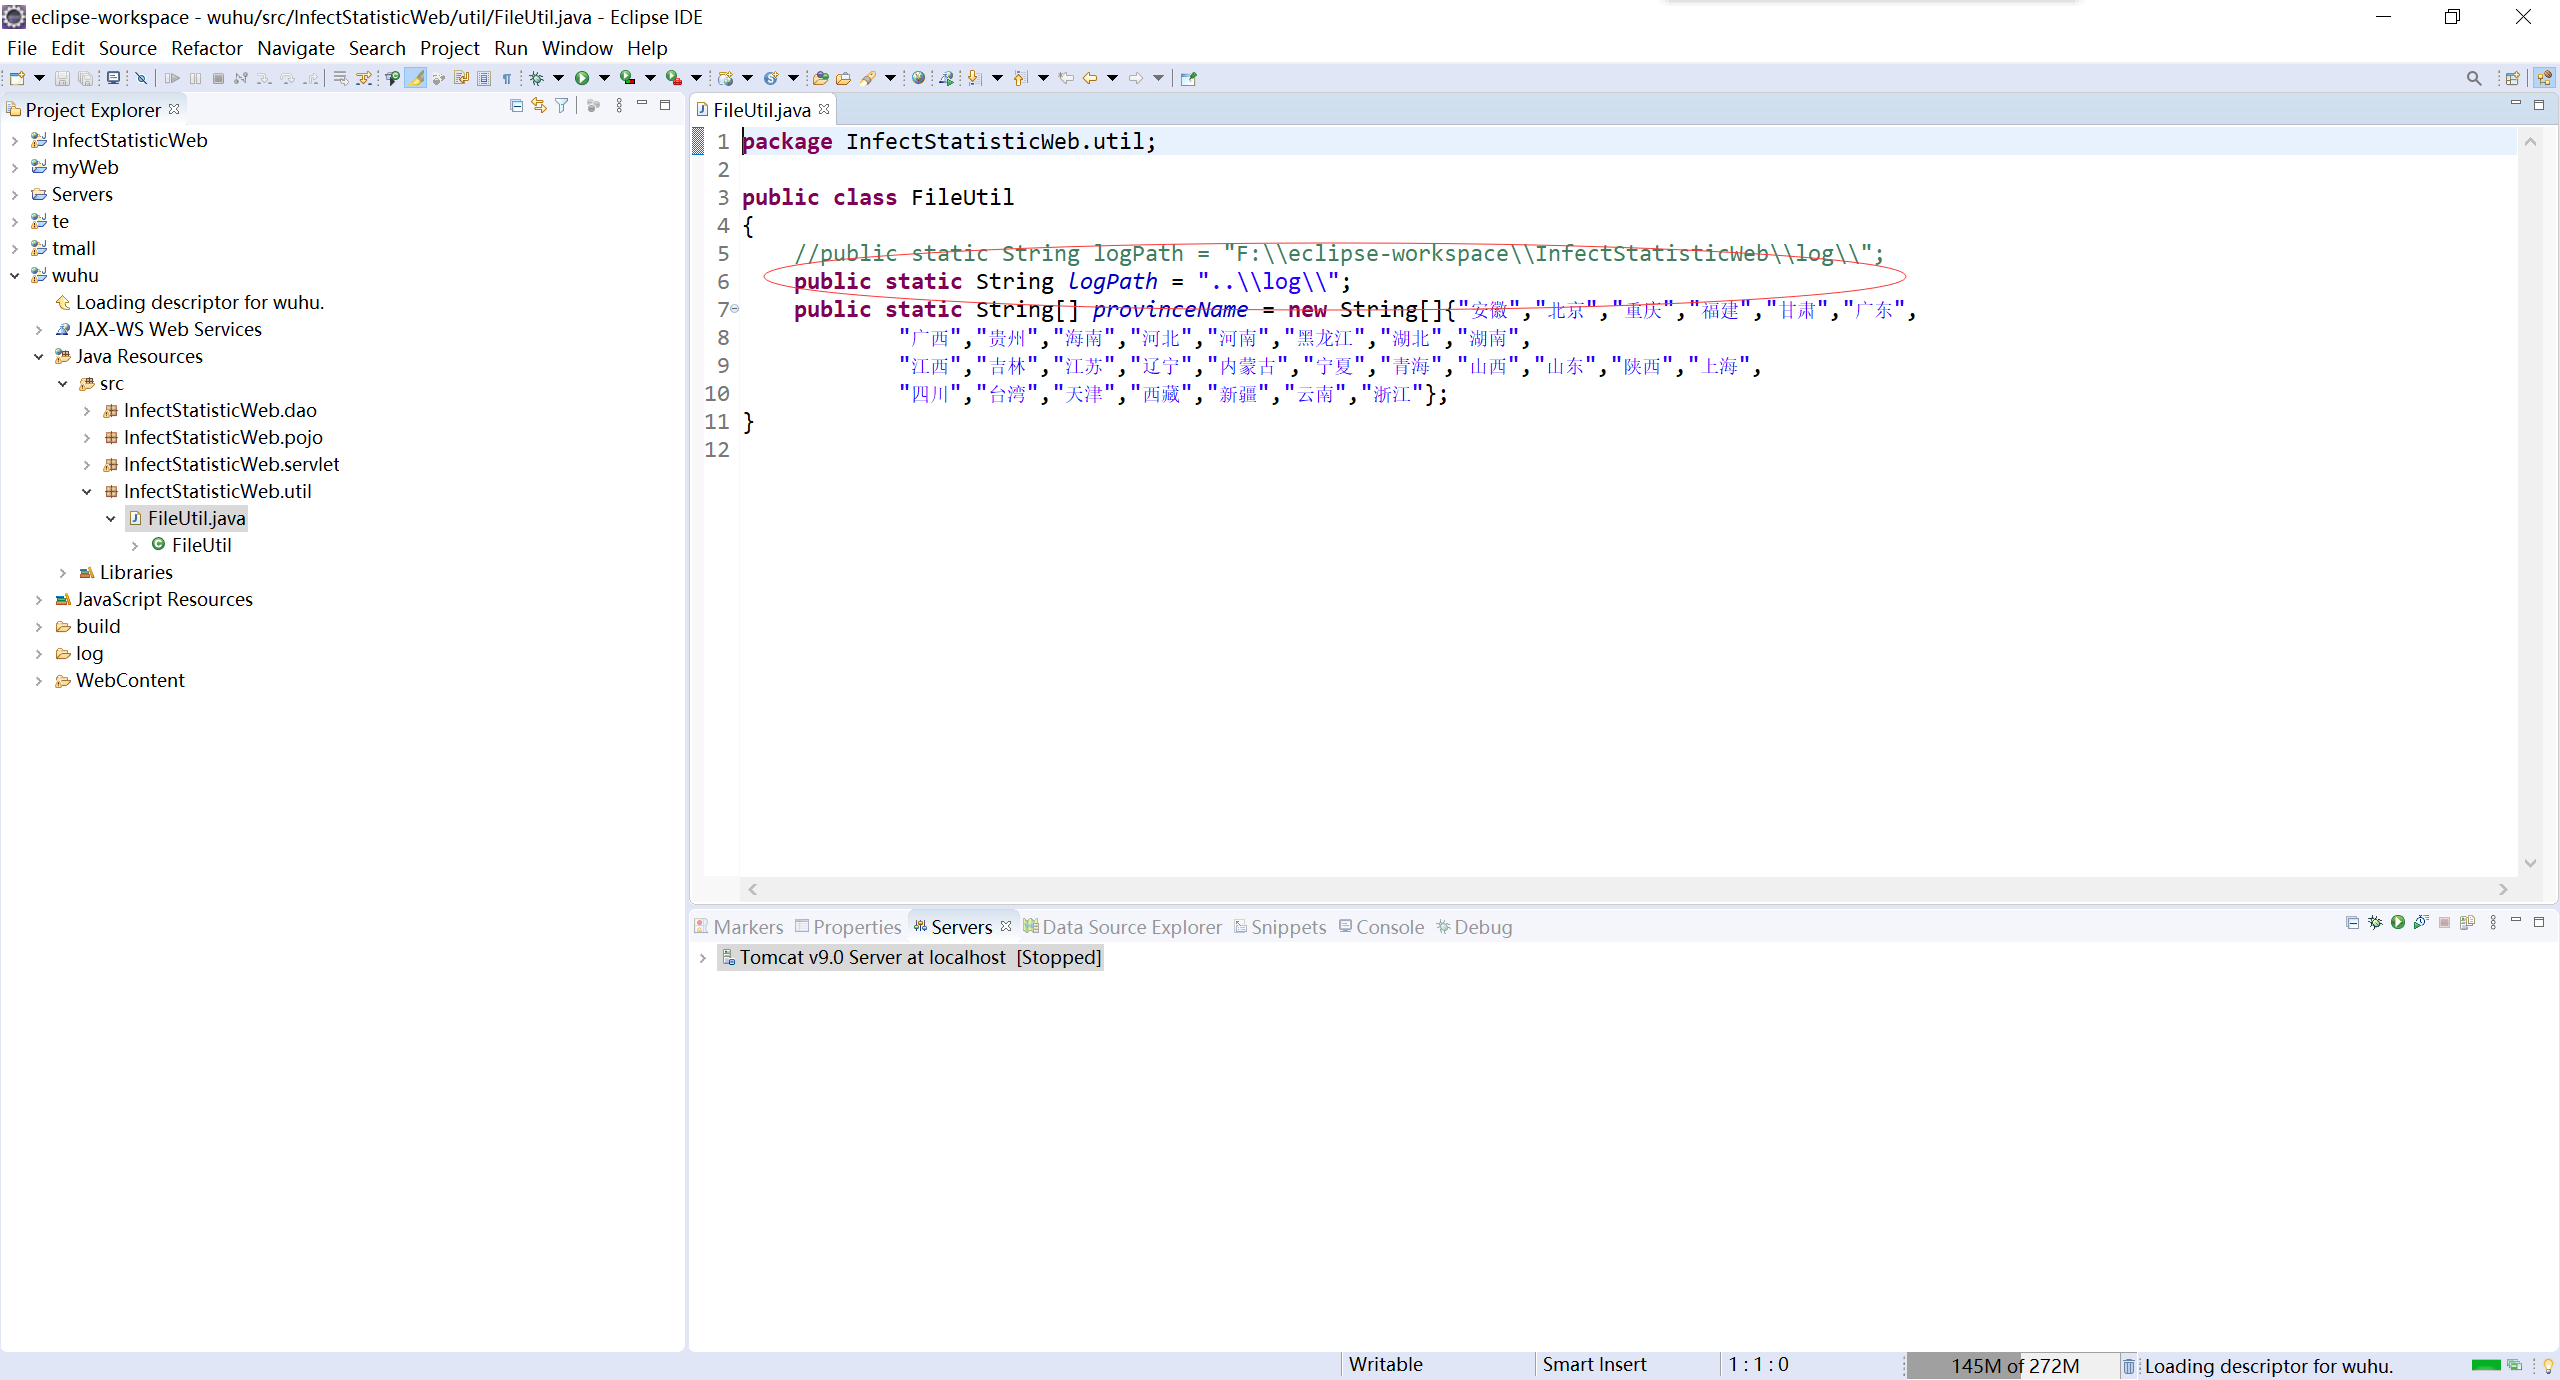 eclipse-workspace - wuhu/src/InfectStatisticWeb/util/FileUtil.java - Eclipse IDE
File Edit Source Refactor Navigate Search Project Run Window Help
Project Explorer
InfectStatisticWeb
myWeb
Servers
te
tmall
wuhu
Loading descriptor for wuhu.
JAX-WS Web Services
Java Resources
src
InfectStatisticWeb.dao
InfectStatisticWeb.pojo
InfectStatisticWeb.servlet
InfectStatisticWeb.util
FileUtil.java
FileUtil
Libraries
JavaScript Resources
build
log
WebContent
FileUtil.java
1 package InfectStatisticWeb.util;
2
3 public class FileUtil
4 {
5 //public static String logPath = "F:\\eclipse-workspace\\InfectStatisticWeb\\log\\";
6 public static String logPath = "..\\log\\";
7 public static String[] provinceName = new String[]{"安徽","北京","重庆","福建","甘肃","广东",
8 "广西","贵州","海南","河北","河南","黑龙江","湖北","湖南",
9 "江西","吉林","江苏","辽宁","内蒙古","宁夏","青海","山西","山东","陕西","上海",
10 "四川","台湾","天津","西藏","新疆","云南","浙江"};
11 }
12
Markers Properties Servers Data Source Explorer Snippets Console Debug
Tomcat v9.0 Server at localhost [Stopped]
Writable Smart Insert 1 : 1 : 0 145M of 272M Loading descriptor for wuhu.